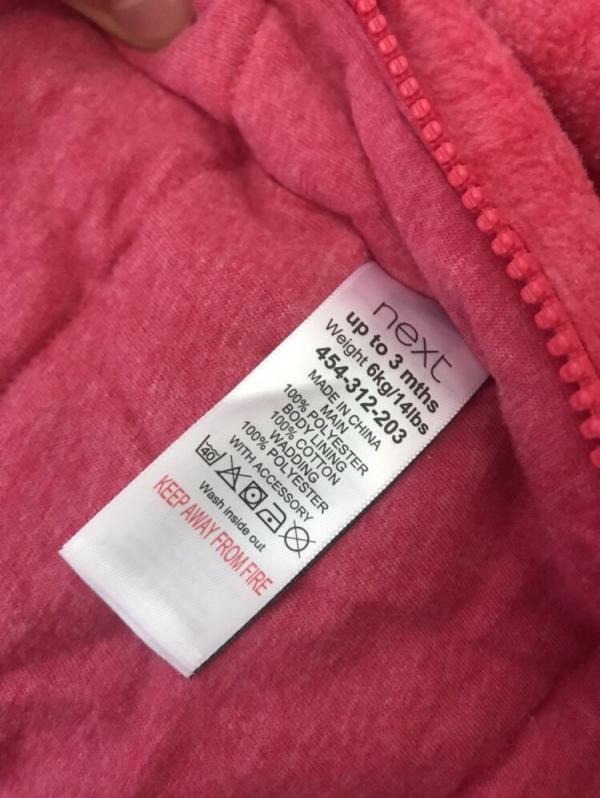 next
up to 3 mths
Weight 6kg/14lbs
454-312-203
MADE IN CHINA
MAIN
100% POLYESTER
BODY LINING
100% COTTON
WADDING
100% POLYESTER
WITH ACCESSORY
40
Wash inside out
KEEP AWAY FROM FIRE